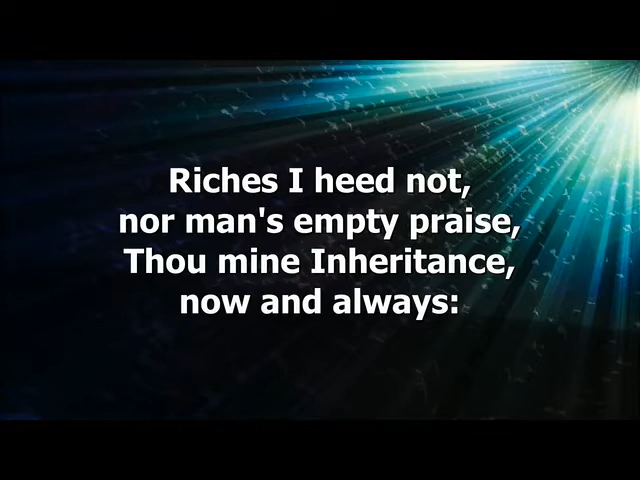 Riches I heed not,
nor man's empty praise,
Thou mine Inheritance,
now and always: